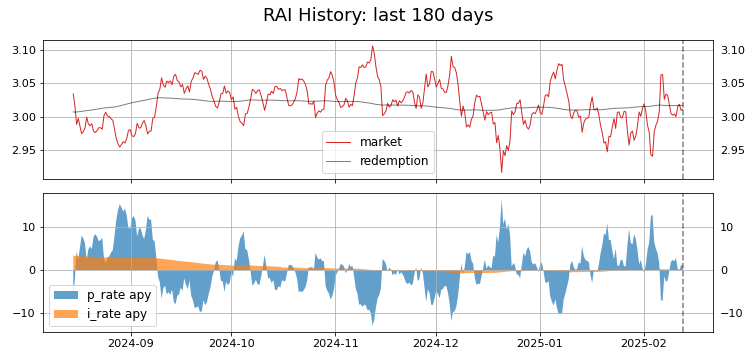 RAI History: last 180 days
3.10
3.05
3.00
2.95
3.10
3.05
3.00
2.95
market
redemption
10
0
−10
10
0
−10
p_rate apy
i_rate apy
2024-09 2024-10 2024-11 2024-12 2025-01 2025-02